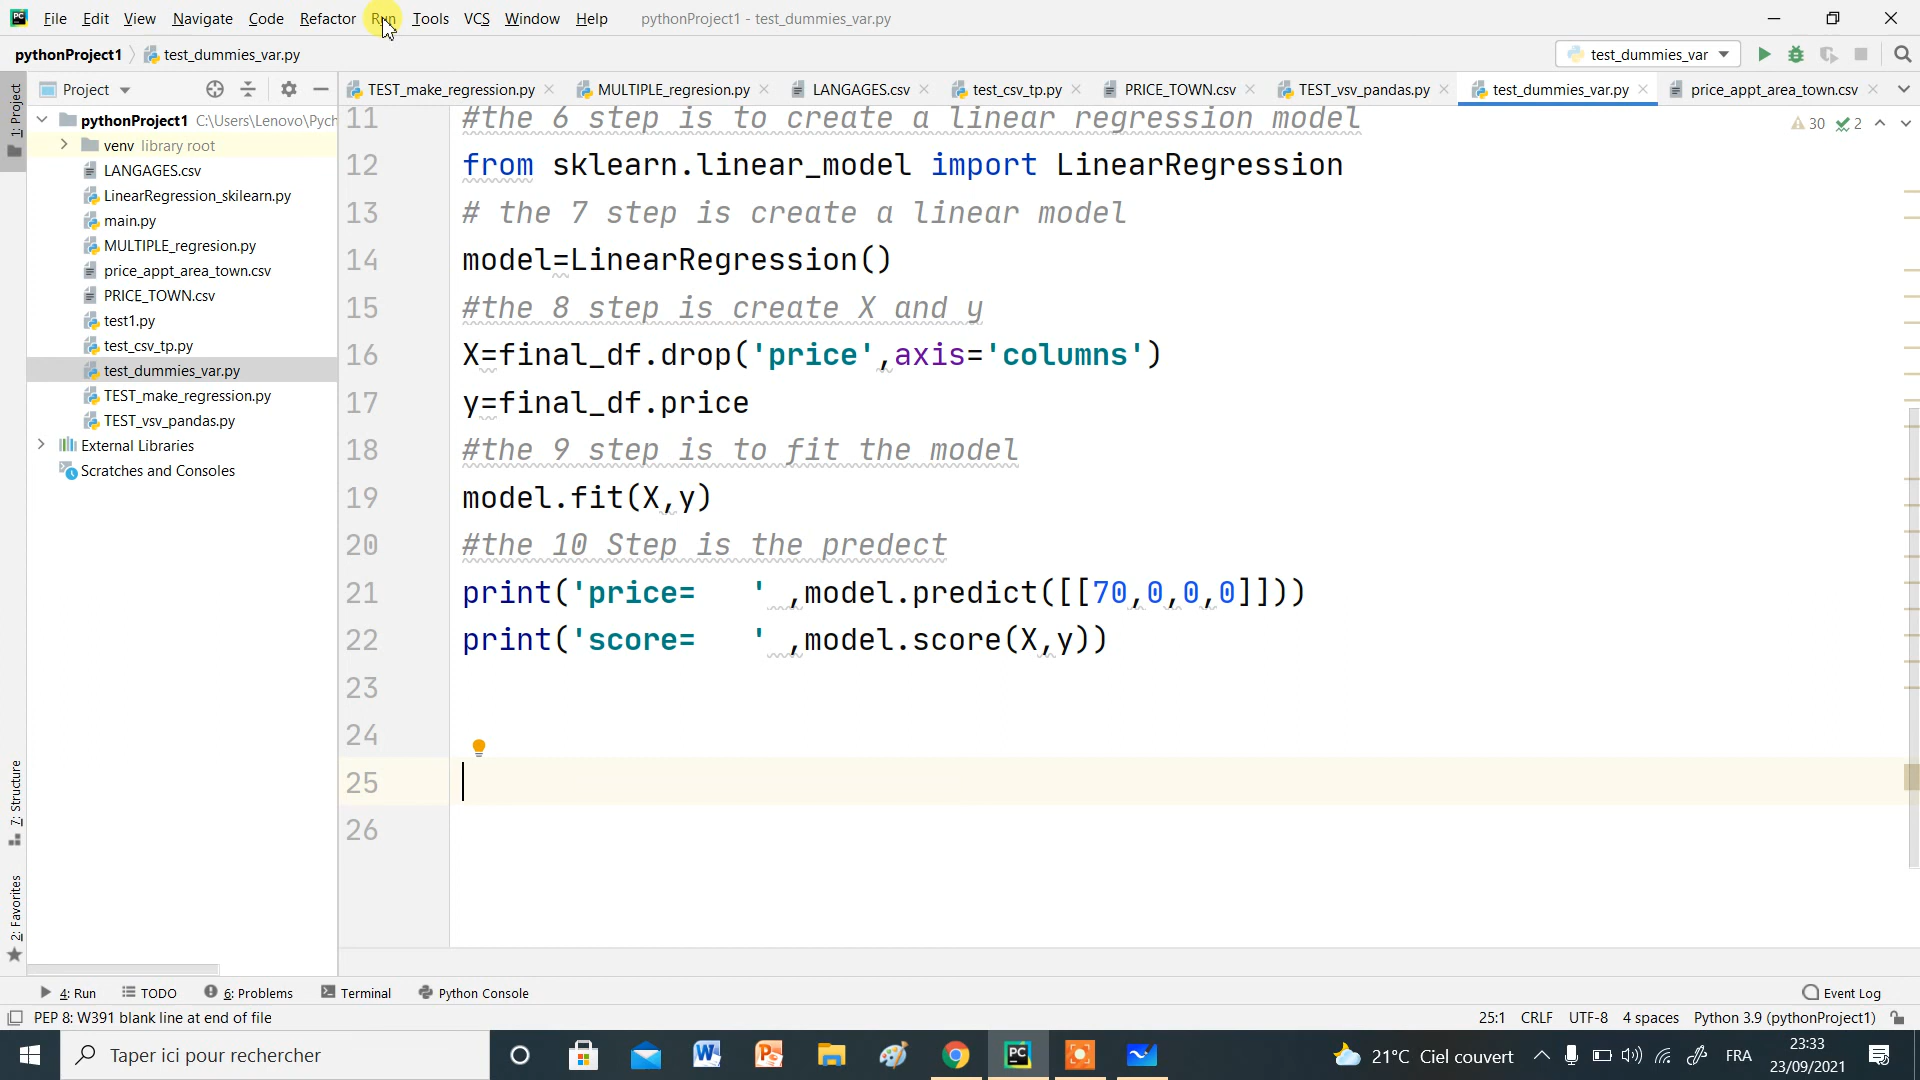 File Edit View Navigate Code Refactor Run Tools VCS Window Help pythonProject1 - test_dummies_var.py
pythonProject1 test_dummies_var.py test_dummies_var
Project
TEST_make_regression.py MULTIPLE_regresion.py LANGAGES.csv test_csv_tp.py PRICE_TOWN.csv TEST_vsv_pandas.py test_dummies_var.py price_appt_area_town.csv
1: Project
pythonProject1 C:\Users\Lenovo\Pych
venv library root
LANGAGES.csv
LinearRegression_skilearn.py
main.py
MULTIPLE_regresion.py
price_appt_area_town.csv
PRICE_TOWN.csv
test1.py
test_csv_tp.py
test_dummies_var.py
TEST_make_regression.py
TEST_vsv_pandas.py
External Libraries
Scratches and Consoles
7: Structure
2: Favorites
30 2
11 #the 6 step is to create a linear regression model
12 from sklearn.linear_model import LinearRegression
13 # the 7 step is create a linear model
14 model=LinearRegression()
15 #the 8 step is create X and y
16 X=final_df.drop('price',axis='columns')
17 y=final_df.price
18 #the 9 step is to fit the model
19 model.fit(X,y)
20 #the 10 Step is the predect
21 print('price=   ' ,model.predict([[70,0,0,0]]))
22 print('score=   ' ,model.score(X,y))
23
24
25
26
4: Run TODO 6: Problems Terminal Python Console Event Log
PEP 8: W391 blank line at end of file 25:1 CRLF UTF-8 4 spaces Python 3.9 (pythonProject1)
Taper ici pour rechercher 21°C Ciel couvert FRA 23:33
23/09/2021